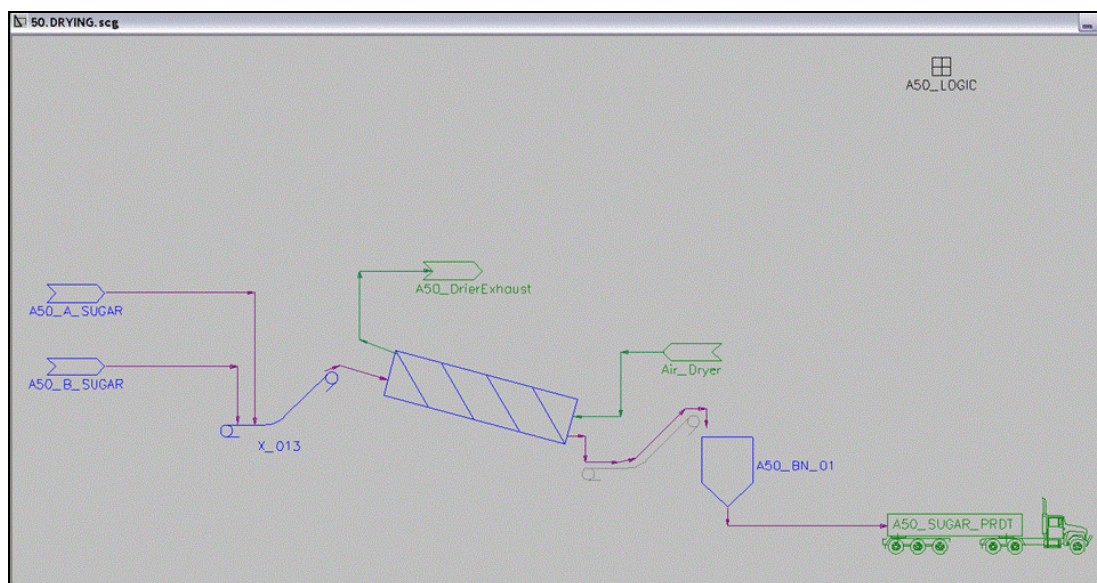 50.DRYING.scg
A50_LOGIC
A50_DrierExhaust
A50_A_SUGAR
A50_B_SUGAR
Air_Dryer
X_013
A50_BN_01
A50_SUGAR_PRDT